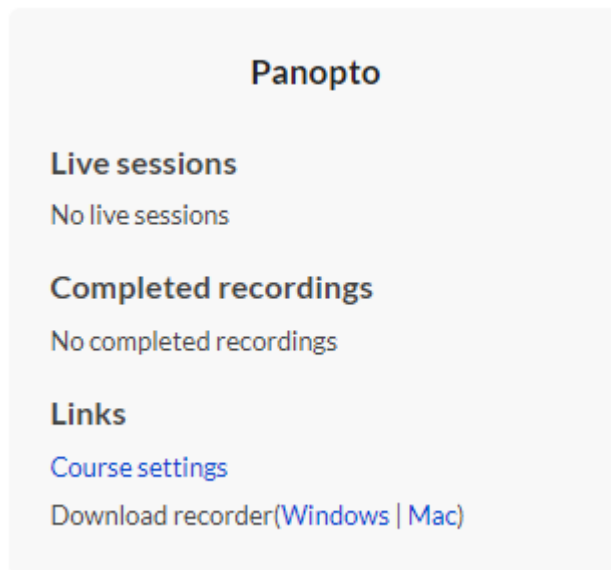 Panopto
Live sessions
No live sessions
Completed recordings
No completed recordings
Links
Course settings
Download recorder(Windows | Mac)